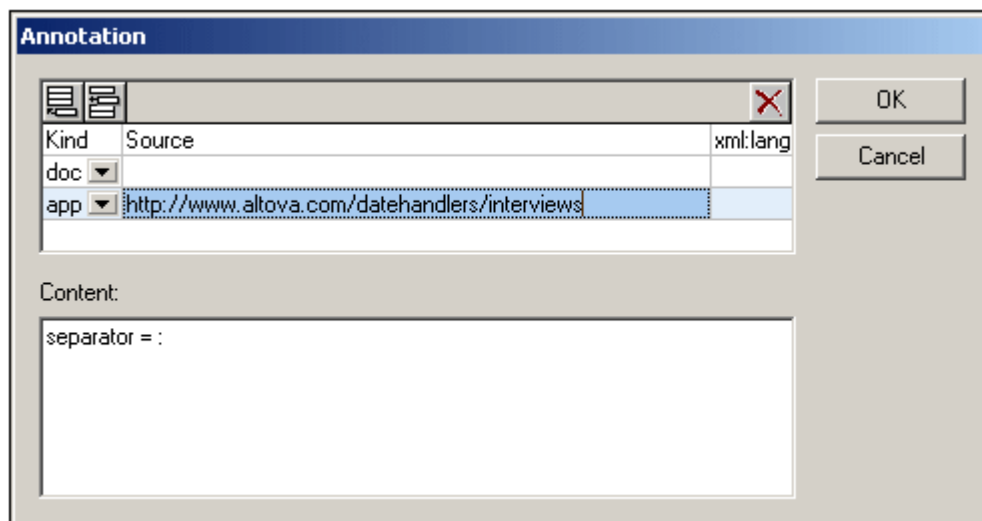 Annotation
OK
Kind Source xml:lang
Cancel
doc
app http://www.altova.com/datehandlers/interviews
Content:
separator = :